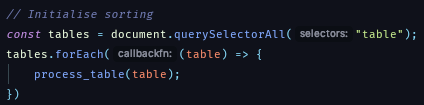 // Initialise sorting
const tables = document.querySelectorAll( selectors: "table");
tables.forEach( callbackfn: (table) => {
    process_table(table);
})